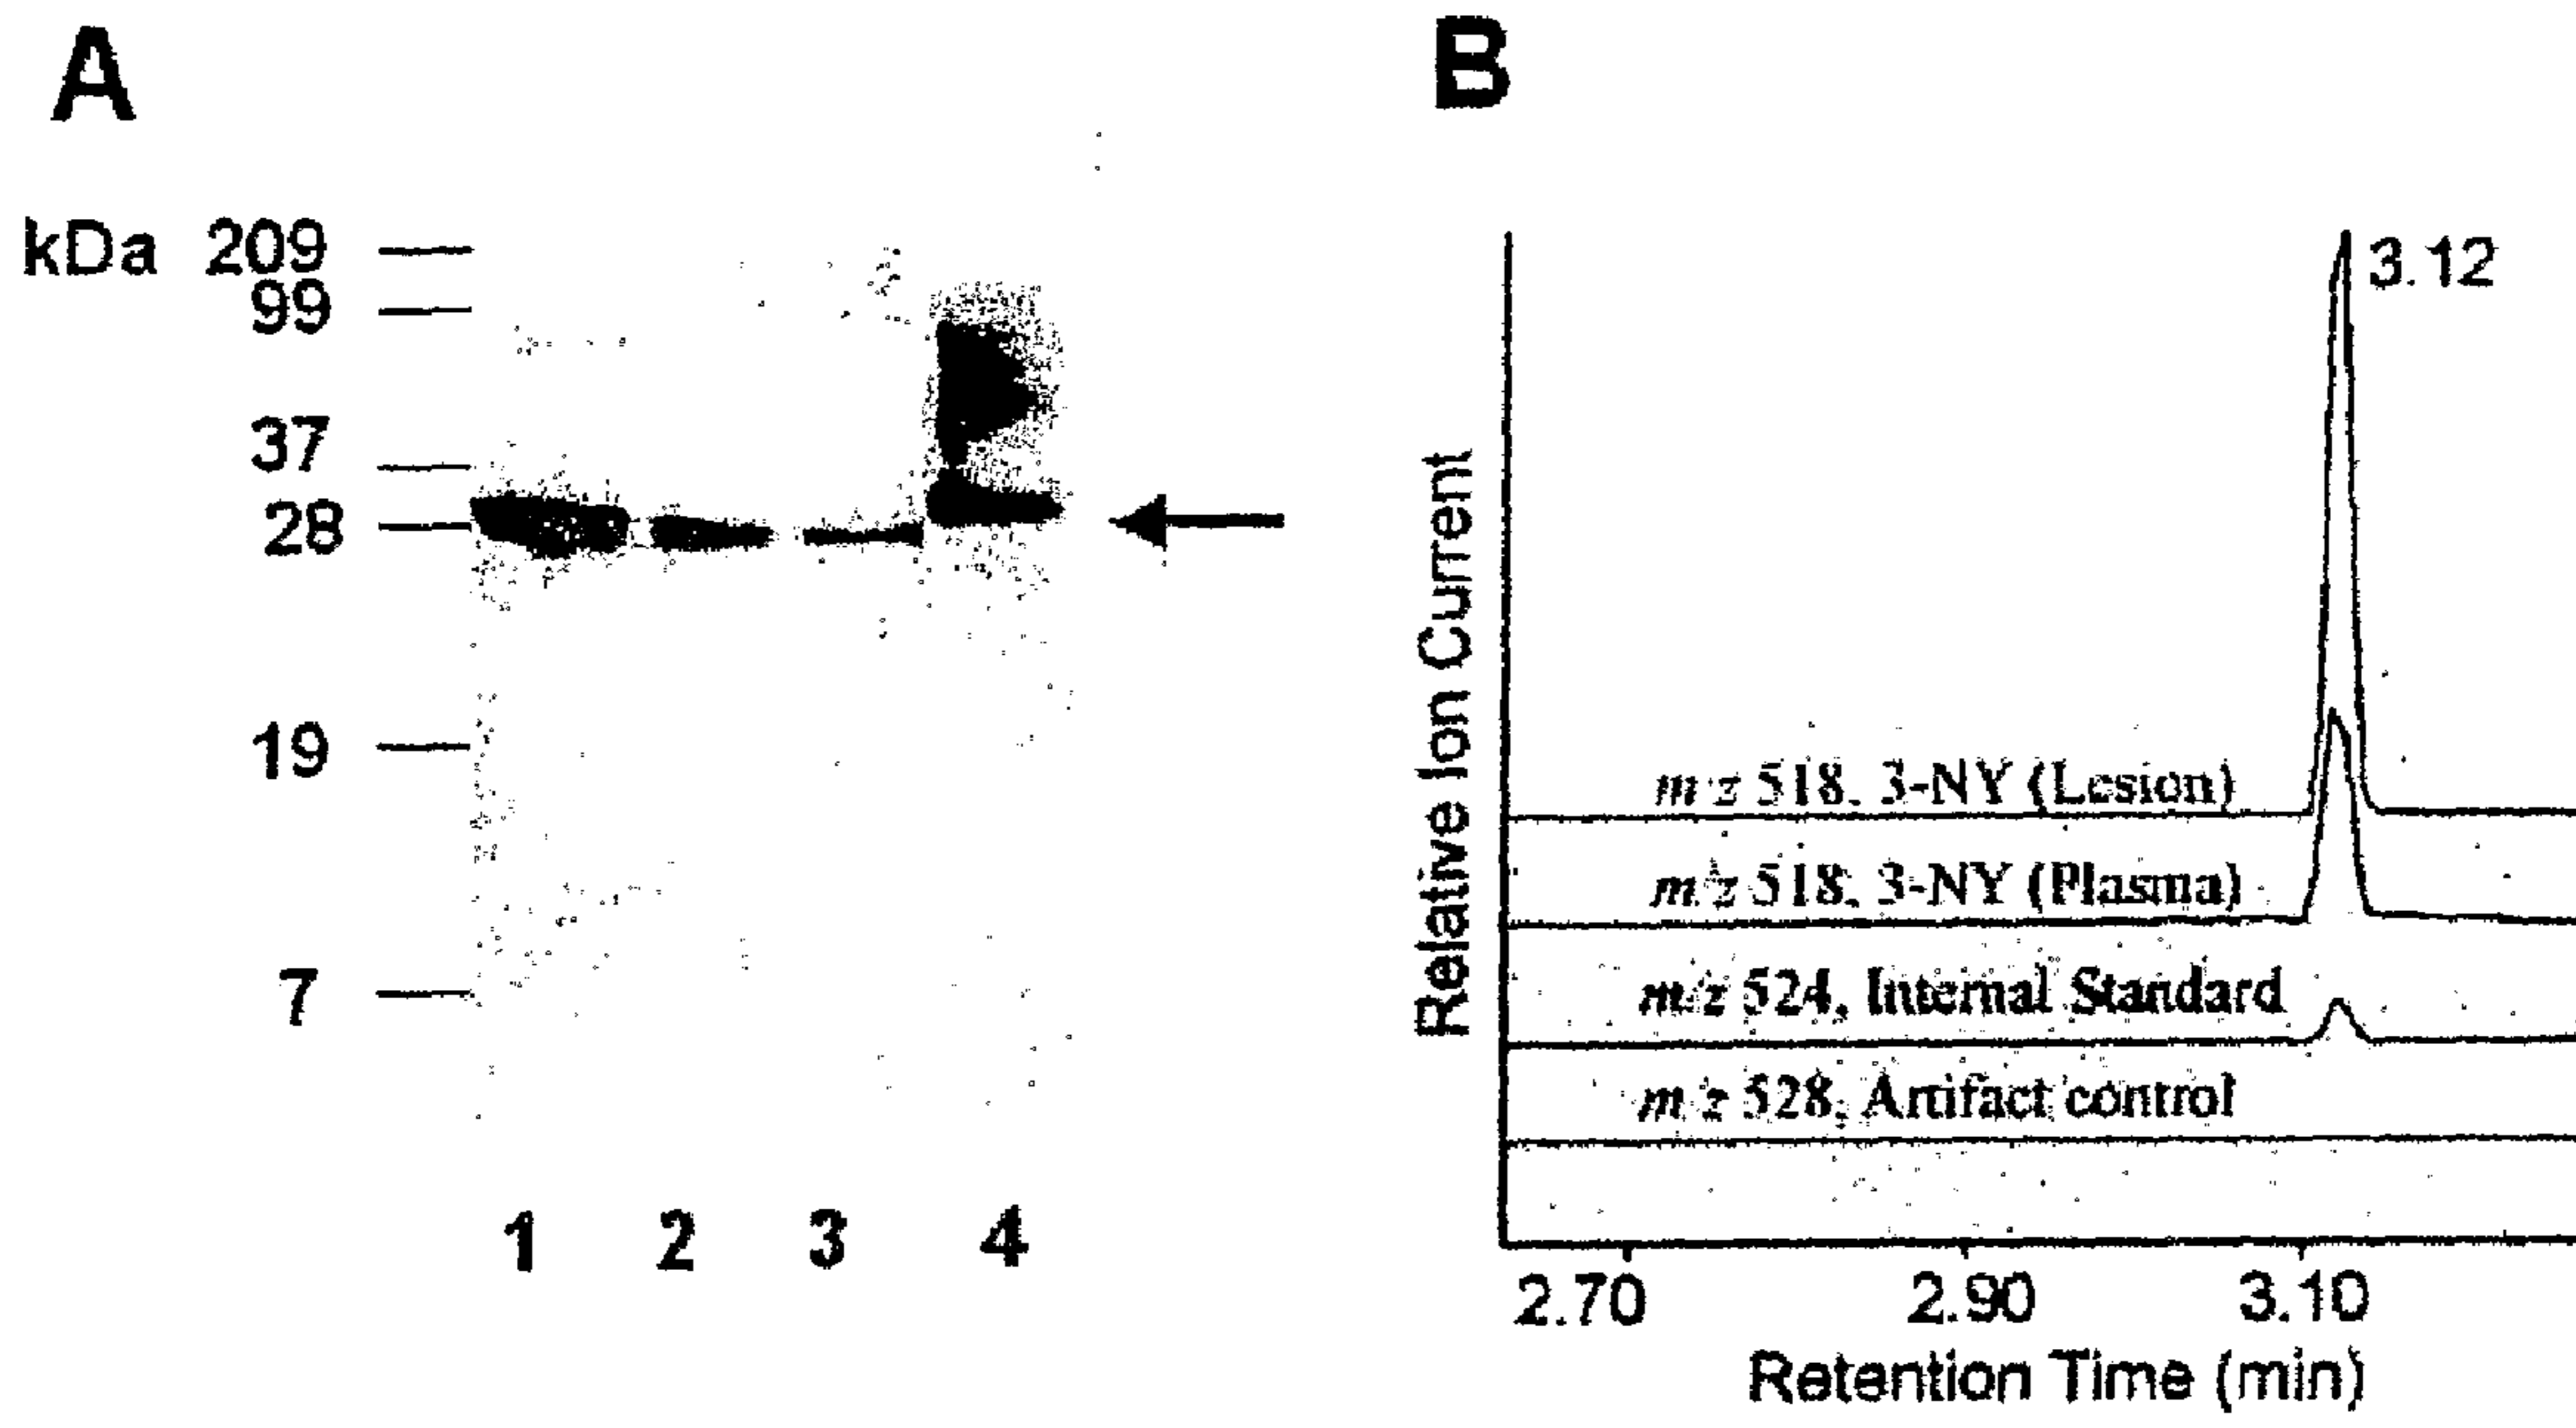 A
kDa 209
99
37
28
19
7
1 2 3 4
B
Relative Ion Current
3.12
m/z 518, 3-NY (Lesion)
m/z 518, 3-NY (Plasma)
m/z 524, Internal Standard
m/z 528, Artifact control
2.70 2.90 3.10
Retention Time (min)